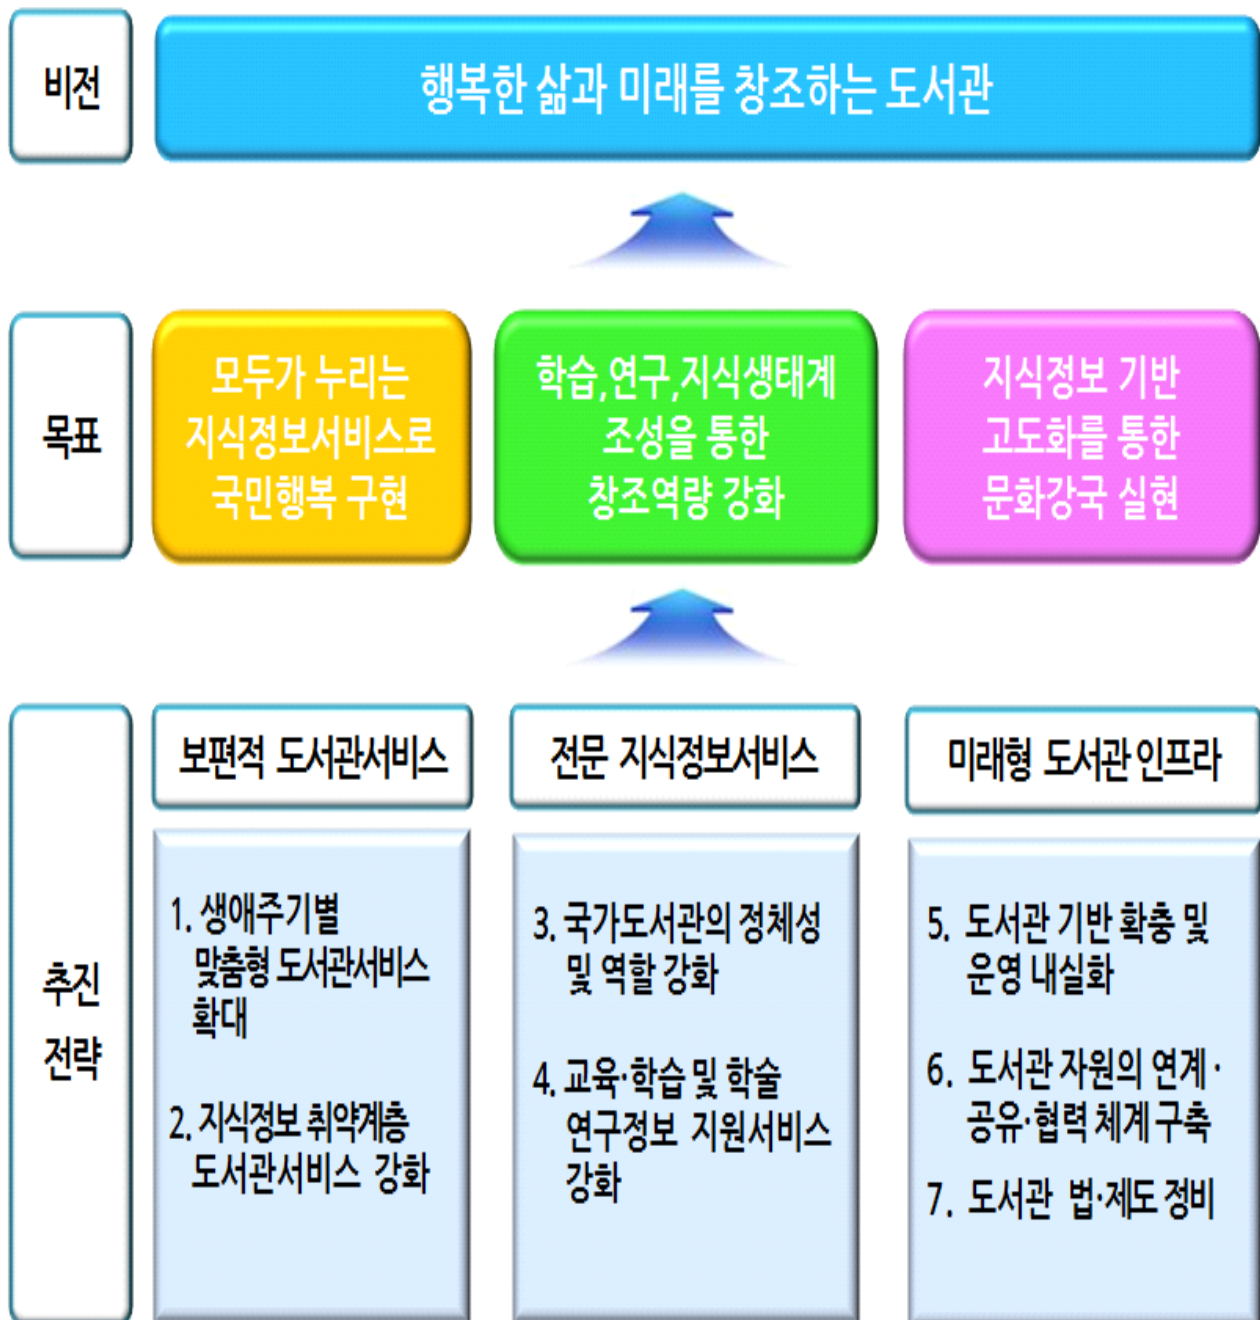 비전
행복한 삶과 미래를 창조하는 도서관
목표
모두가 누리는
지식정보서비스로
국민행복 구현
학습,연구,지식생태계
조성을 통한
창조역량 강화
지식정보 기반
고도화를 통한
문화강국 실현
추진
전략
보편적 도서관서비스
1. 생애주기별
맞춤형 도서관서비스
확대
2. 지식정보 취약계층
도서관서비스 강화
전문 지식정보서비스
3. 국가도서관의 정체성
및 역할 강화
4. 교육·학습 및 학술
연구정보 지원서비스
강화
미래형 도서관 인프라
5. 도서관 기반 확충 및
운영 내실화
6. 도서관 자원의 연계·
공유·협력 체계 구축
7. 도서관 법·제도 정비